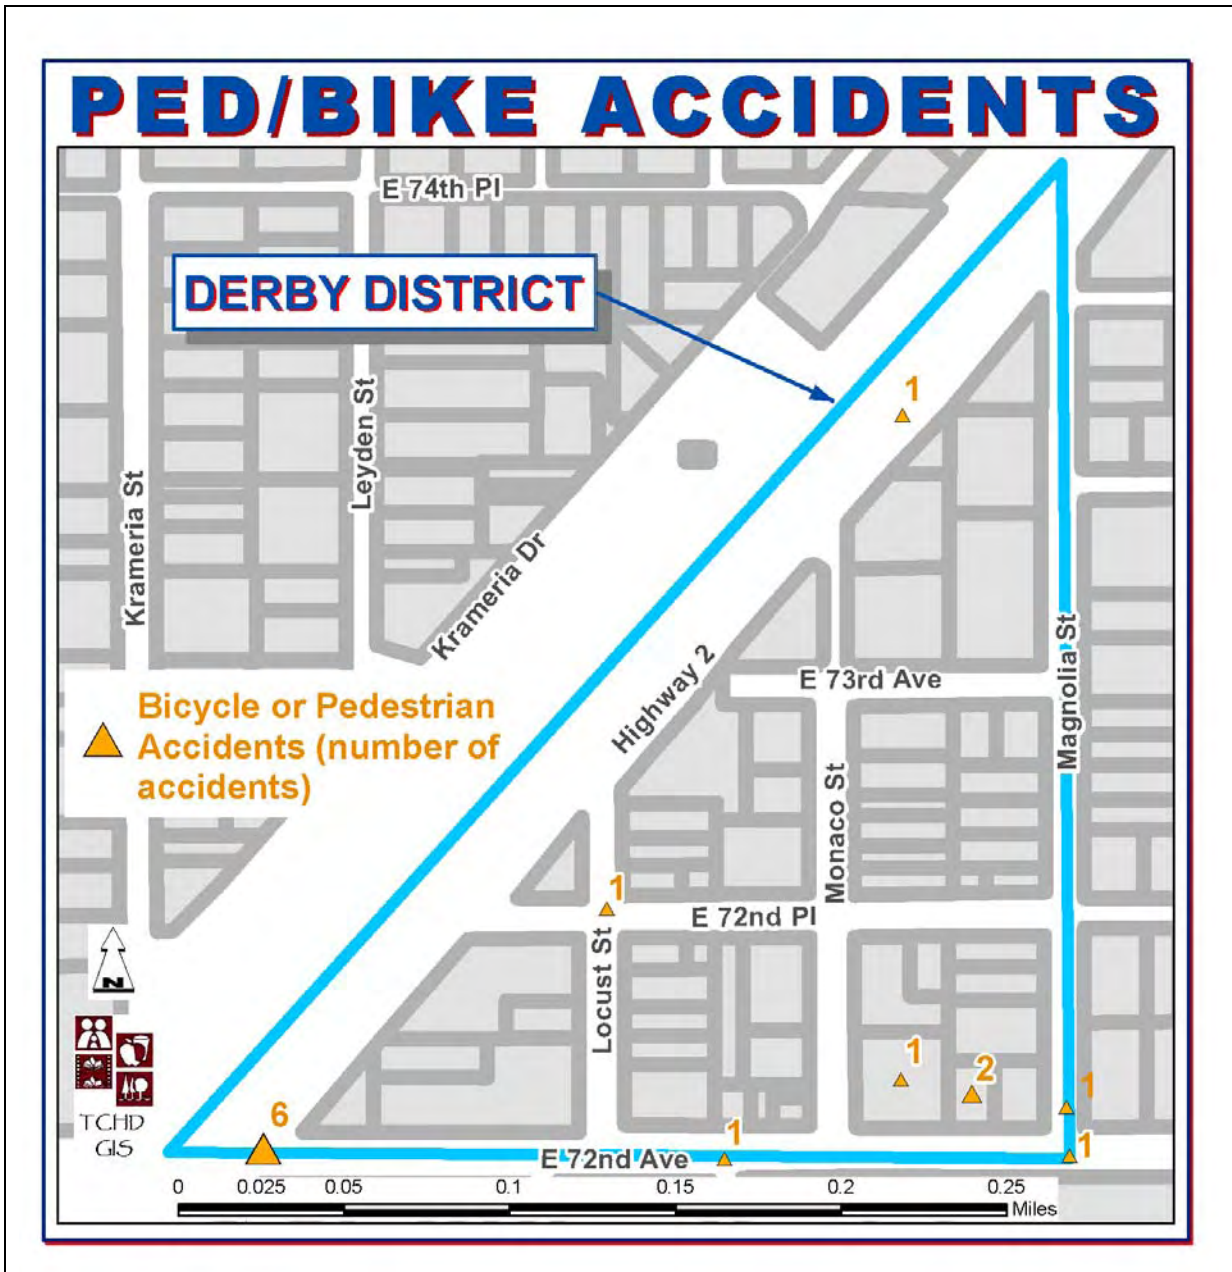 PED/BIKE ACCIDENTS
E 74th Pl
DERBY DISTRICT
1
Leyden St
Krameria St
Krameria Dr
Highway 2
E 73rd Ave
Magnolia St
Bicycle or Pedestrian
Accidents (number of
accidents)
Monaco St
1
E 72nd Pl
Locust St
N
1
2
1
TCHD
GIS
6
1
1
E 72nd Ave
0 0.025 0.05 0.1 0.15 0.2 0.25
Miles